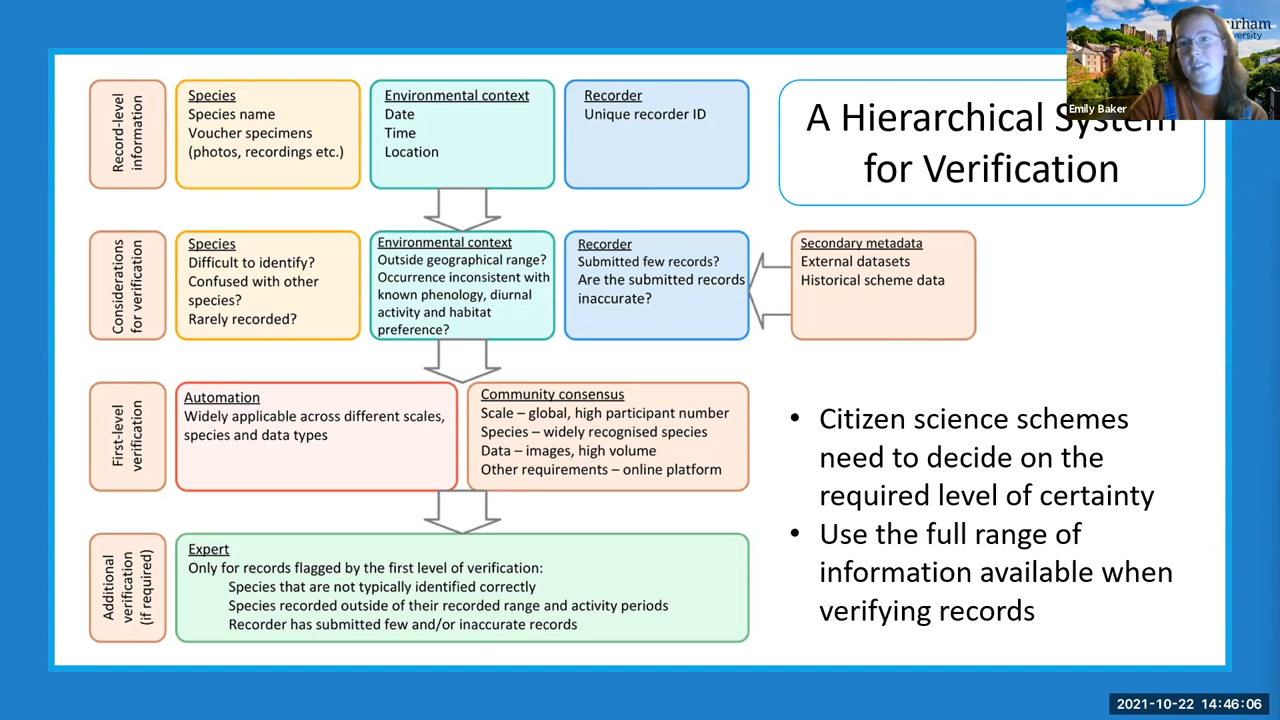 A Hierarchical System
for Verification
Record-level
information
Species
Species name
Voucher specimens
(photos, recordings etc.)
Environmental context
Date
Time
Location
Recorder
Unique recorder ID
Considerations
for verification
Species
Difficult to identify?
Confused with other
species?
Rarely recorded?
Environmental context
Outside geographical range?
Occurrence inconsistent with
known phenology, diurnal
activity and habitat
preference?
Recorder
Submitted few records?
Are the submitted records
inaccurate?
Secondary metadata
External datasets
Historical scheme data
First-level
verification
Automation
Widely applicable across different scales,
species and data types
Community consensus
Scale – global, high participant number
Species – widely recognised species
Data – images, high volume
Other requirements – online platform
Additional
verification
(if required)
Expert
Only for records flagged by the first level of verification:
Species that are not typically identified correctly
Species recorded outside of their recorded range and activity periods
Recorder has submitted few and/or inaccurate records
• Citizen science schemes
need to decide on the
required level of certainty
• Use the full range of
information available when
verifying records
Emily Baker
2021-10-22 14:46:06